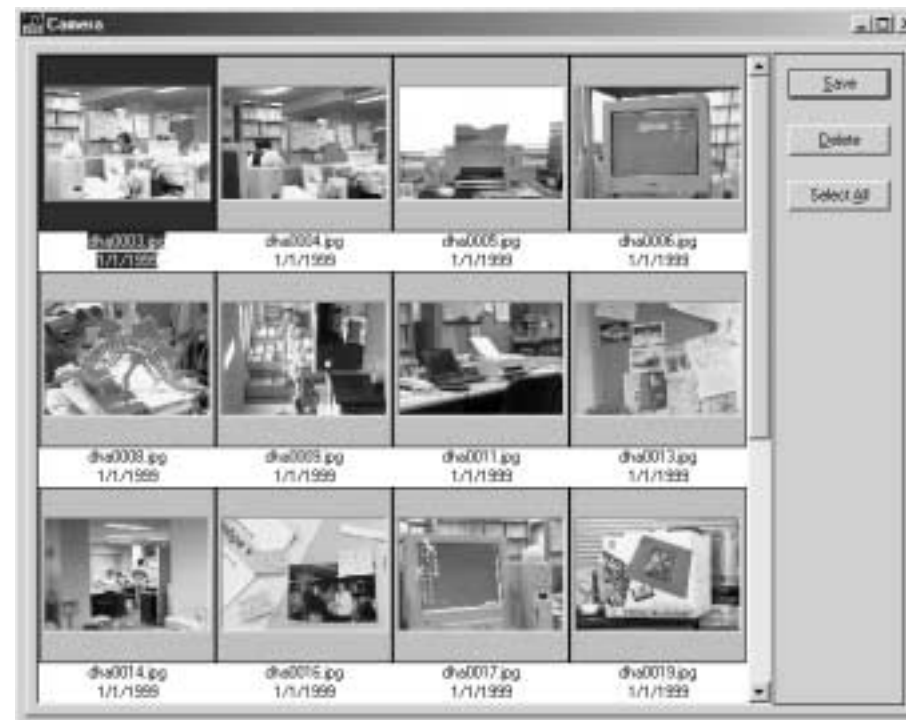 Camera
Save
Delete
Select All
dha0003.jpg dha0004.jpg dha0005.jpg dha0006.jpg
1/1/1999 1/1/1999 1/1/1999 1/1/1999
dha0008.jpg dha0009.jpg dha0011.jpg dha0013.jpg
1/1/1999 1/1/1999 1/1/1999 1/1/1999
dha0014.jpg dha0016.jpg dha0017.jpg dha0019.jpg
1/1/1999 1/1/1999 1/1/1999 1/1/1999